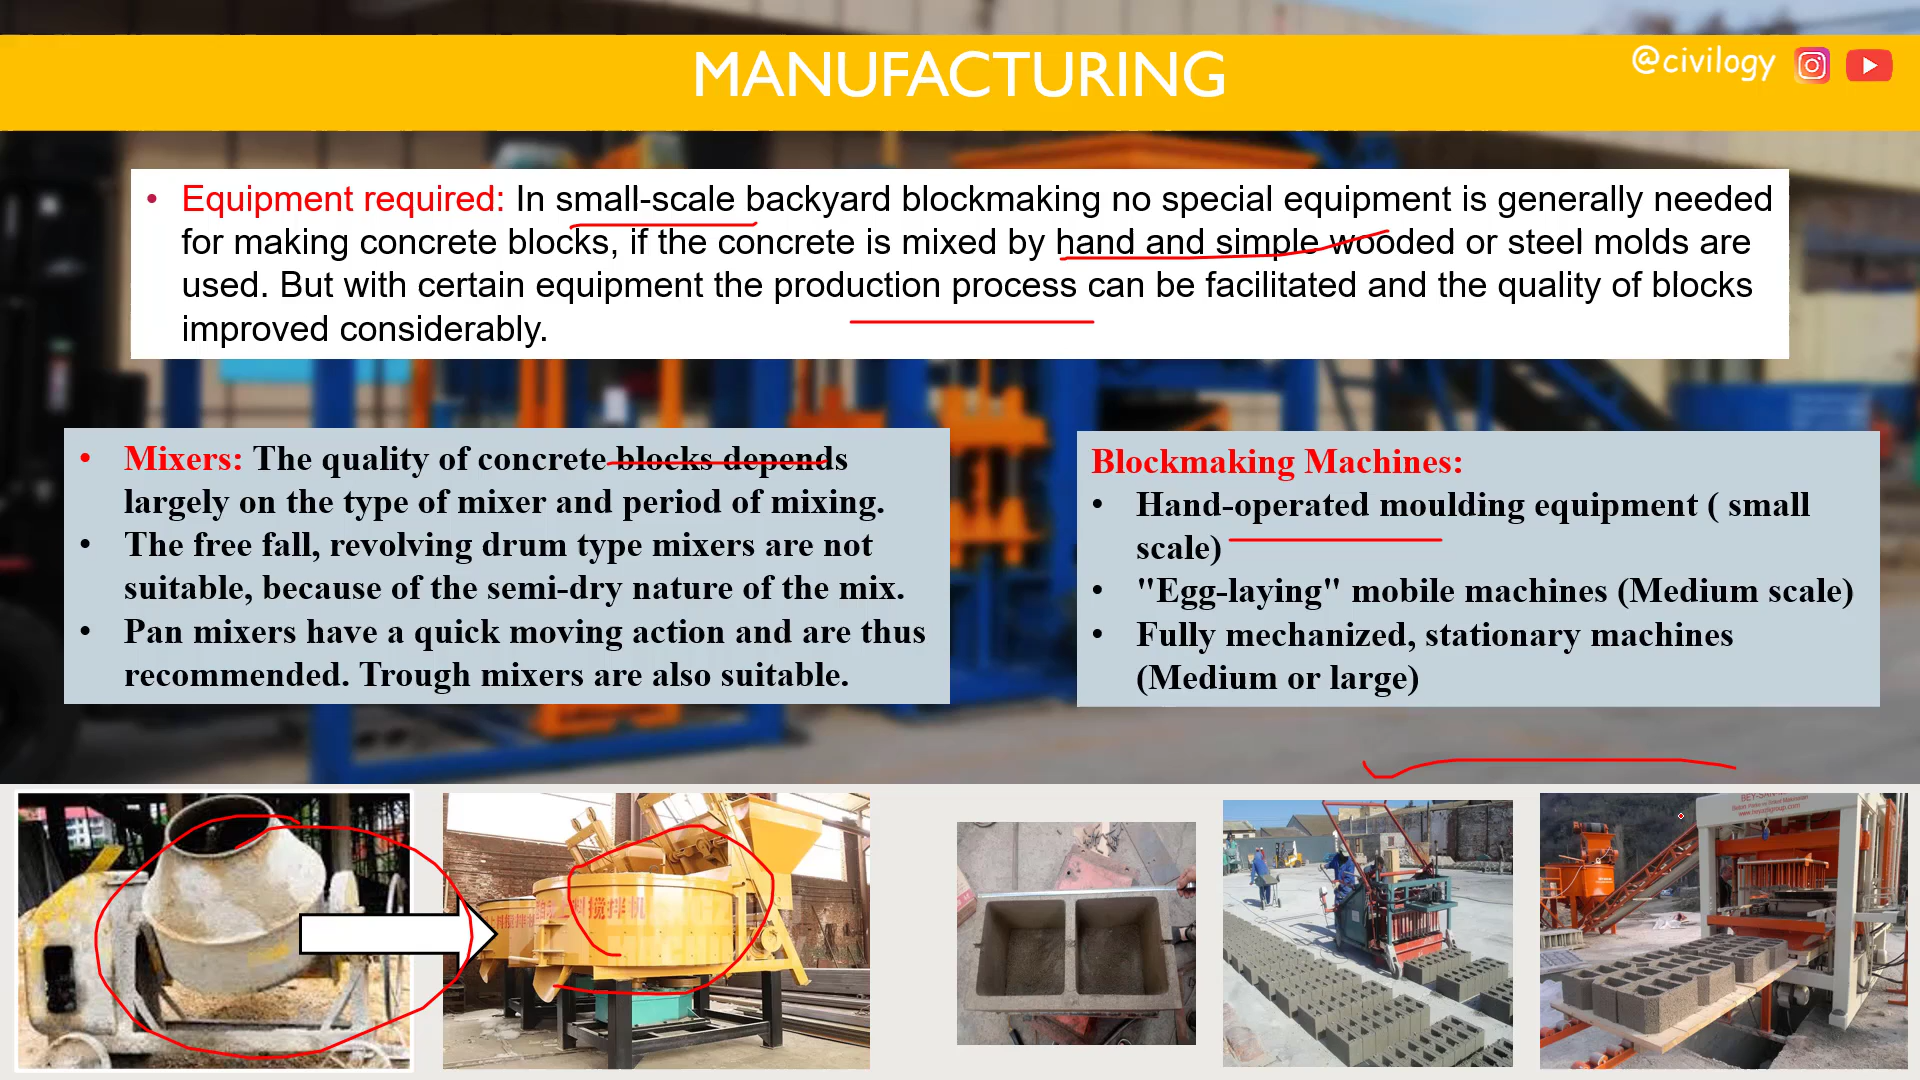 MANUFACTURING
@civilogy
• Equipment required: In small-scale backyard blockmaking no special equipment is generally needed
for making concrete blocks, if the concrete is mixed by hand and simple wooded or steel molds are
used. But with certain equipment the production process can be facilitated and the quality of blocks
improved considerably.
• Mixers: The quality of concrete blocks depends
largely on the type of mixer and period of mixing.
• The free fall, revolving drum type mixers are not
suitable, because of the semi-dry nature of the mix.
• Pan mixers have a quick moving action and are thus
recommended. Trough mixers are also suitable.
Blockmaking Machines:
• Hand-operated moulding equipment ( small
scale)
• "Egg-laying" mobile machines (Medium scale)
• Fully mechanized, stationary machines
(Medium or large)
料搅拌机